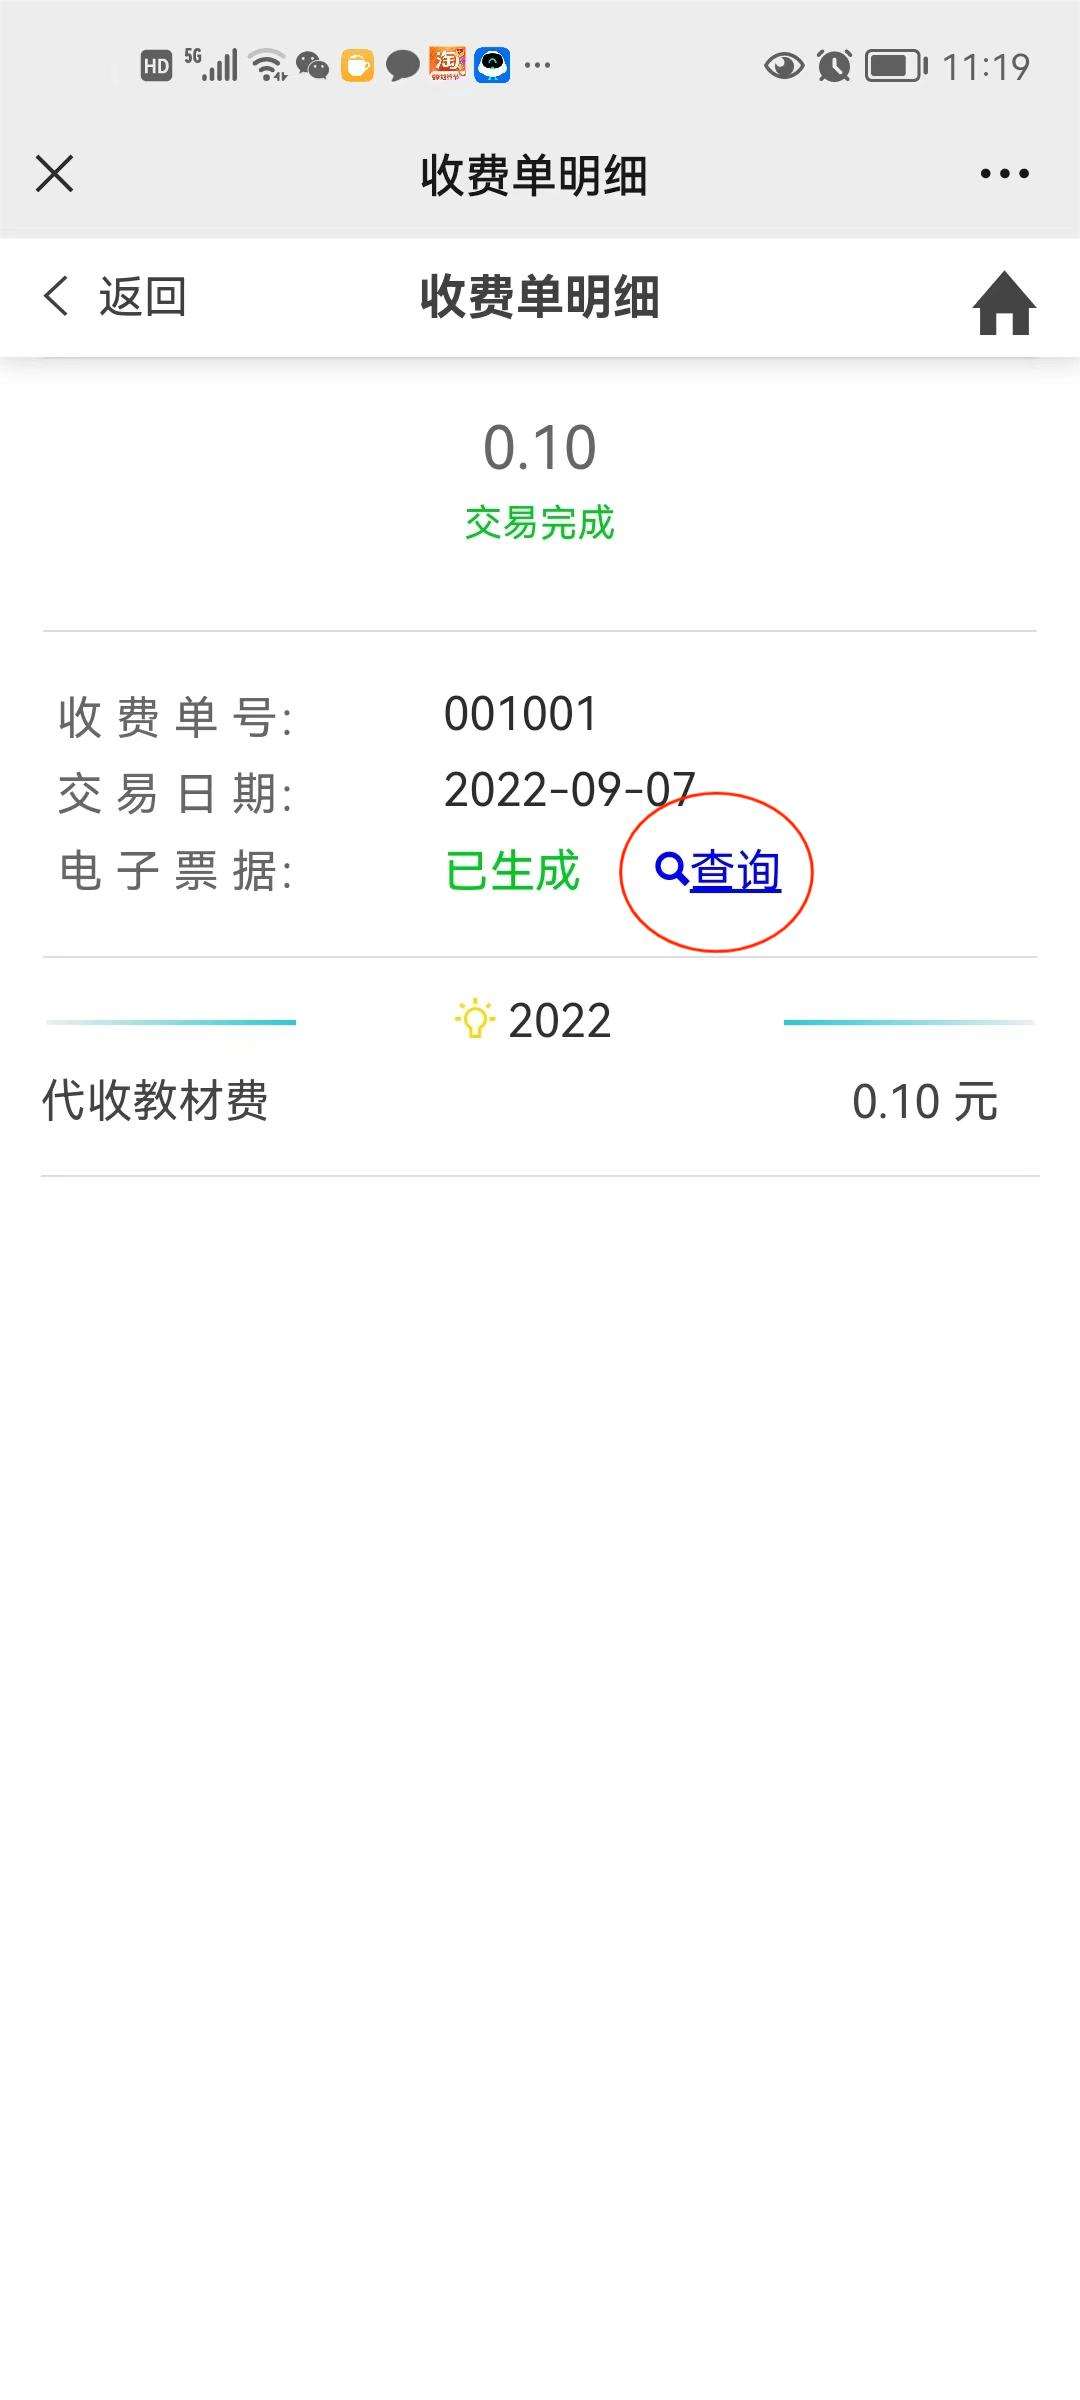 HD 5G 11:19
收费单明细
返回 收费单明细
0.10
交易完成
收费单号: 001001
交易日期: 2022-09-07
电子票据: 已生成 查询
2022
代收教材费 0.10 元